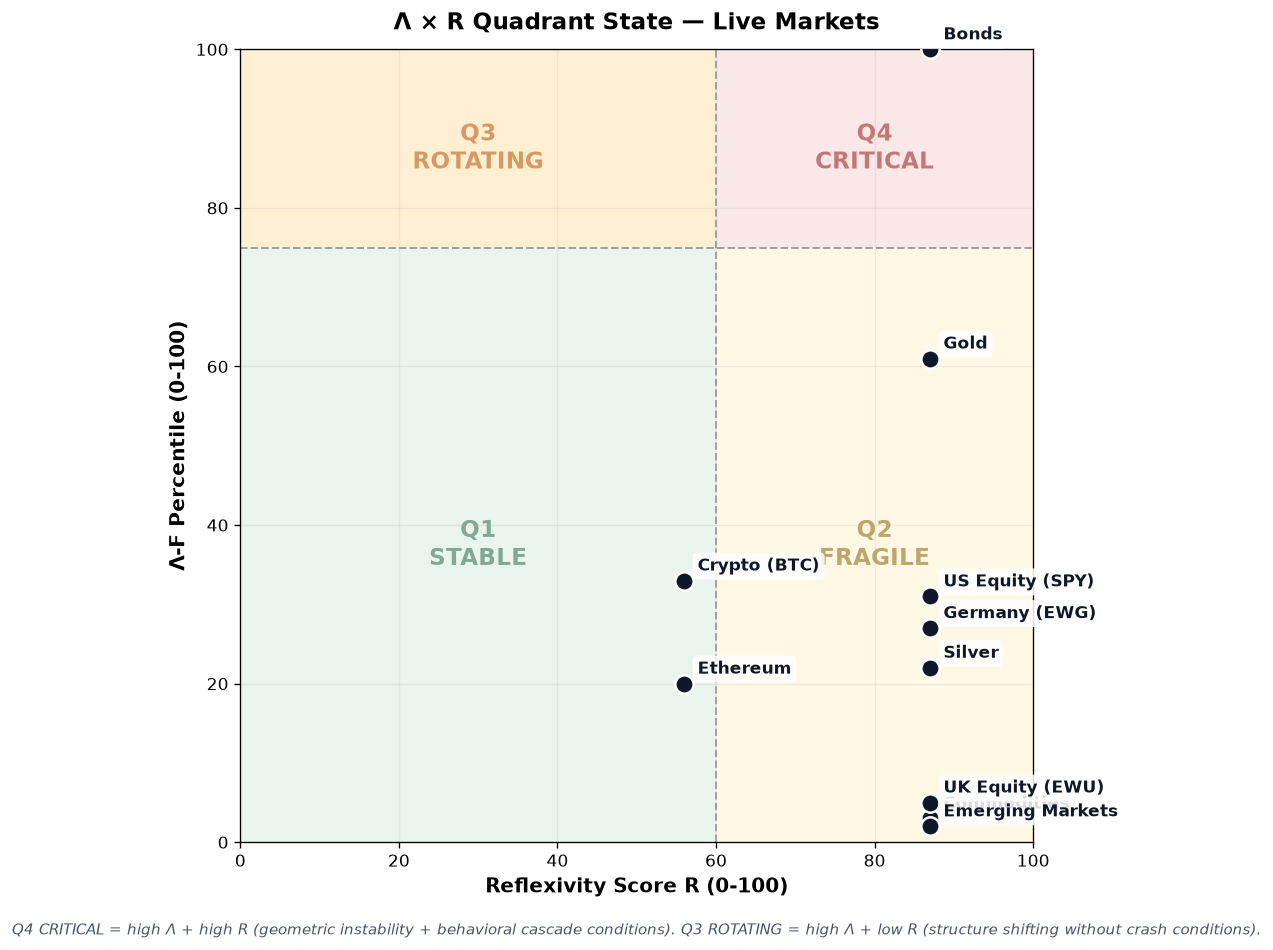 Λ × R Quadrant State — Live Markets
Bonds
100
Q3
ROTATING
Q4
CRITICAL
80
Gold
60
Λ-F Percentile (0-100)
40
Q1
STABLE
Q2
FRAGILE
Crypto (BTC)
US Equity (SPY)
Germany (EWG)
Silver
Ethereum
20
UK Equity (EWU)
Emerging Markets
0
0 20 40 60 80 100
Reflexivity Score R (0-100)
Q4 CRITICAL = high Λ + high R (geometric instability + behavioral cascade conditions). Q3 ROTATING = high Λ + low R (structure shifting without crash conditions).